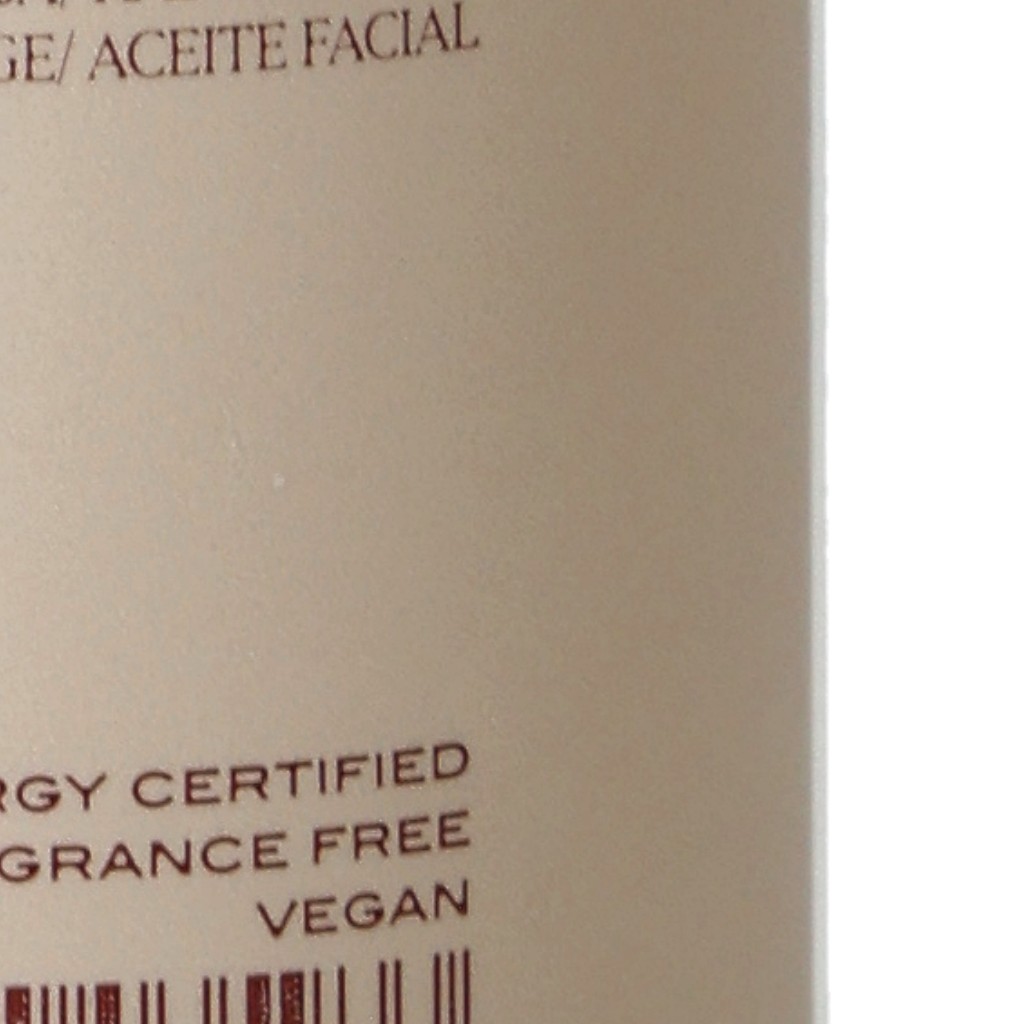 GE/ ACEITE FACIAL
RGY CERTIFIED
GRANCE FREE
VEGAN